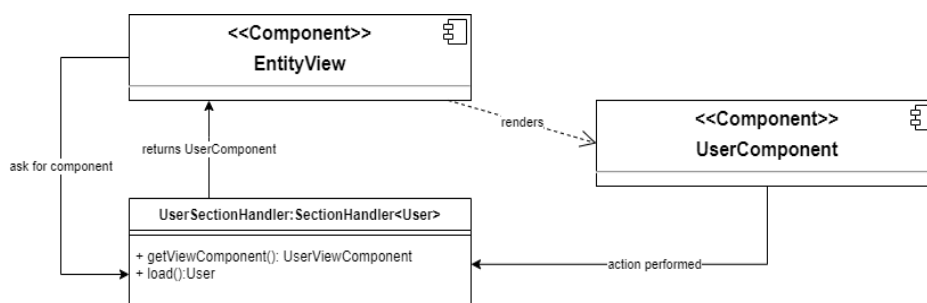 <<Component>>
EntityView
renders
<<Component>>
UserComponent
ask for component
returns UserComponent
UserSectionHandler:SectionHandler<User>
+ getViewComponent(): UserViewComponent
+ load():User
action performed